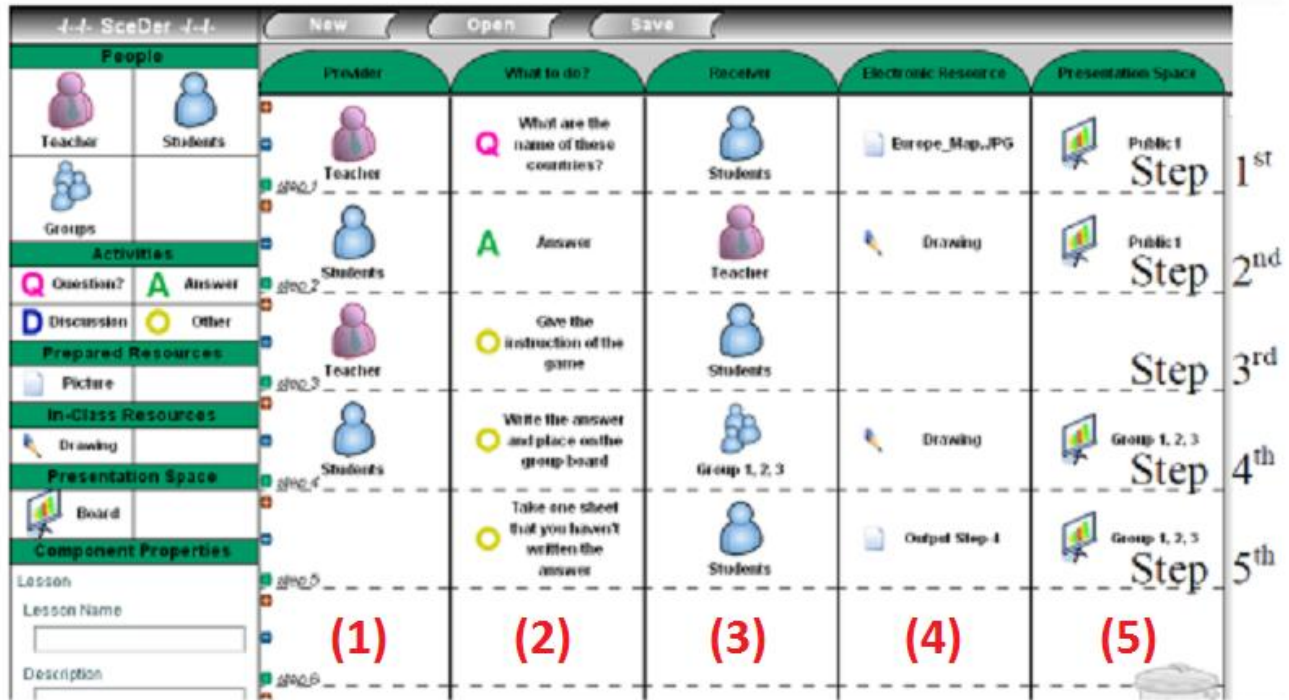 -/-/- SceDer -/-/-
New
Open
Save
People
Teacher
Students
Groups
Activities
Q Question?
A Answer
D Discussion
O Other
Prepared Resources
Picture
In-Class Resources
Drawing
Presentation Space
Board
Component Properties
Lesson
Lesson Name
Description
Provider
What to do?
Receiver
Electronic Resource
Presentation Space
step 1
Teacher
Q
What are the
name of these
countries?
Students
Europe_Map.JPG
Public 1
Step 1st
step 2
Students
A
Answer
Teacher
Drawing
Public 1
Step 2nd
step 3
Teacher
O
Give the
instruction of the
game
Students
Step 3rd
step 4
Students
O
Write the answer
and place on the
group board
Group 1, 2, 3
Drawing
Group 1, 2, 3
Step 4th
step 5
O
Take one sheet
that you haven't
written the
answer
Students
Output Step 4
Group 1, 2, 3
Step 5th
step 6
(1)
(2)
(3)
(4)
(5)